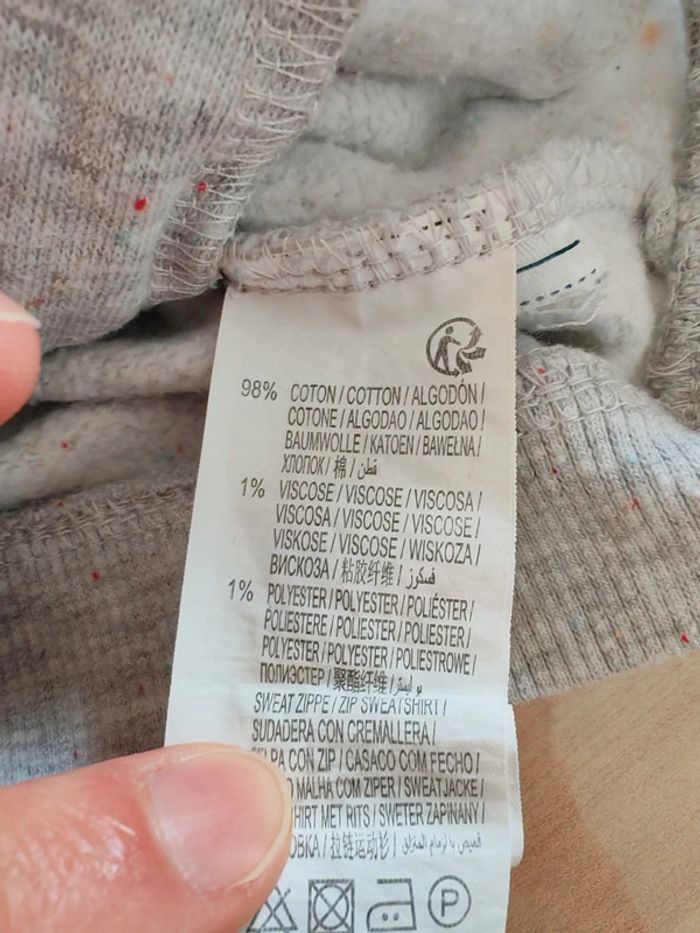 98% COTON / COTTON / ALGODÓN /
COTONE / ALGODAO / ALGODAO /
BAUMWOLLE / KATOEN / BAWEŁNA /
ХЛОПОК / 棉 / قطن
1% VISCOSE / VISCOSE / VISCOSA /
VISCOSA / VISCOSE / VISCOSE /
VISKOSE / VISCOSE / WISKOZA /
ВИСКОЗА / 粘胶纤维 / فسكوز
1% POLYESTER / POLYESTER / POLIÉSTER /
POLIESTERE / POLIESTER / POLIESTER /
POLYESTER / POLYESTER / POLIESTROWE /
ПОЛИЭСТЕР / 聚酯纤维 / بوليستر
SWEAT ZIPPE / ZIP SWEATSHIRT /
SUDADERA CON CREMALLERA /
CON ZIP / CASACO COM FECHO /
MALHA COM ZIPER / SWEATJACKE /
MET RITS / SWETER ZAPINANY /
/ 拉链运动衫 /
P